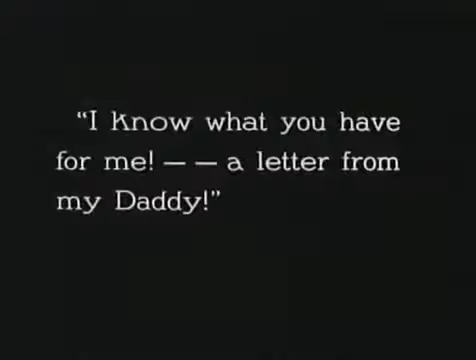 “I know what you have
for me! — — a letter from
my Daddy!”